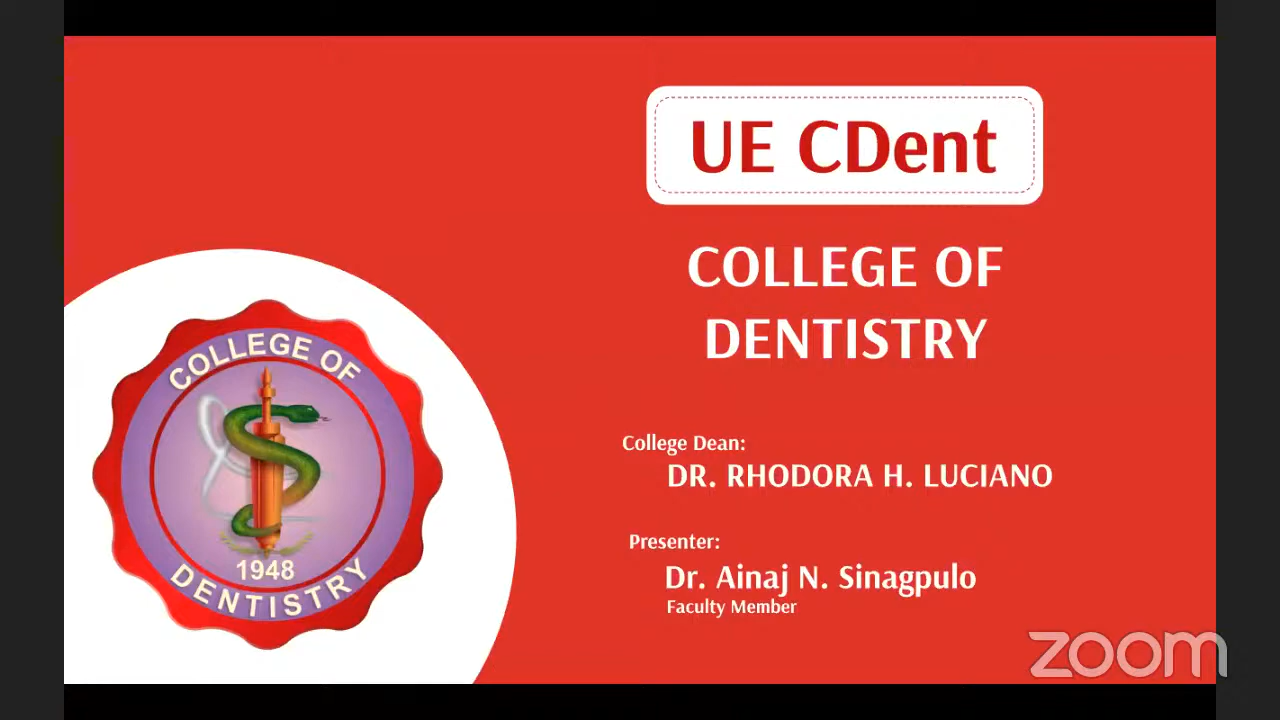 UE CDent
COLLEGE OF
DENTISTRY
COLLEGE OF
1948
DENTISTRY
College Dean:
DR. RHODORA H. LUCIANO
Presenter:
Dr. Ainaj N. Sinagpulo
Faculty Member
zoom